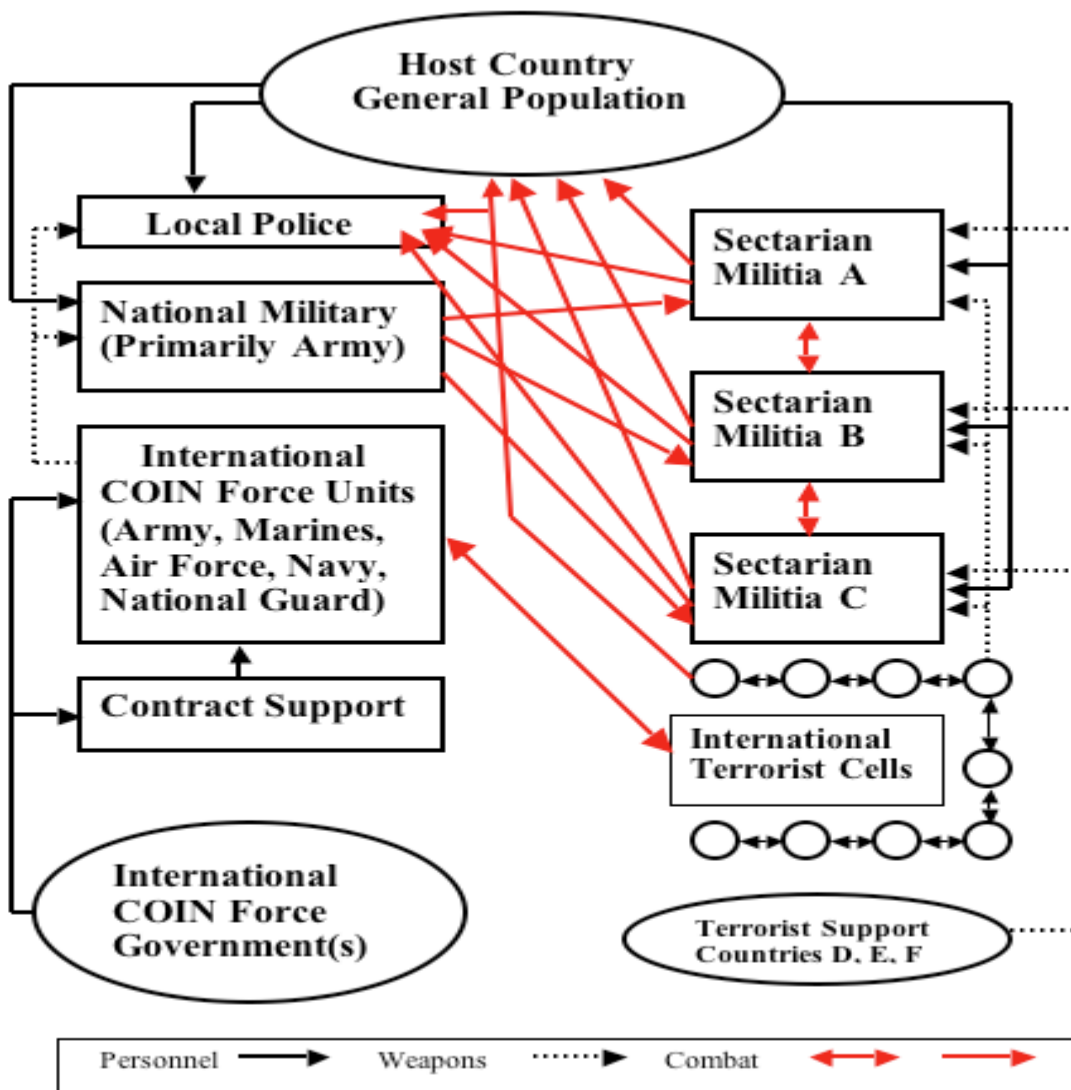 Host Country
General Population
Local Police
National Military
(Primarily Army)
International
COIN Force Units
(Army, Marines,
Air Force, Navy,
National Guard)
Contract Support
International
COIN Force
Government(s)
Sectarian
Militia A
Sectarian
Militia B
Sectarian
Militia C
International
Terrorist Cells
Terrorist Support
Countries D, E, F
Personnel Weapons Combat